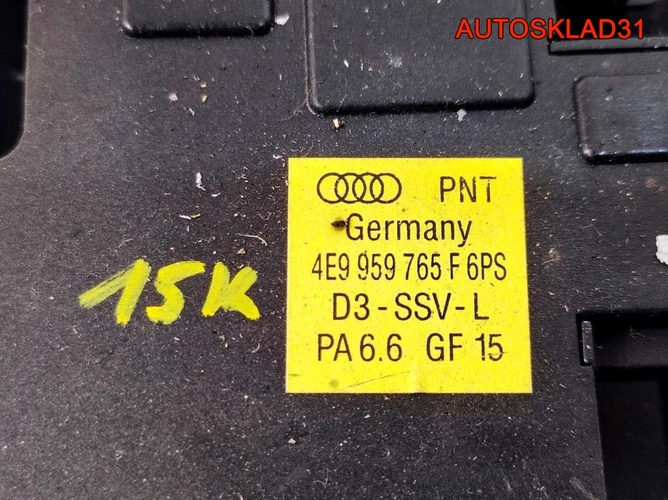 AUTOSKLAD31
PNT
Germany
4E9 959 765 F 6PS
D3-SSV-L
PA 6.6 GF 15
15K